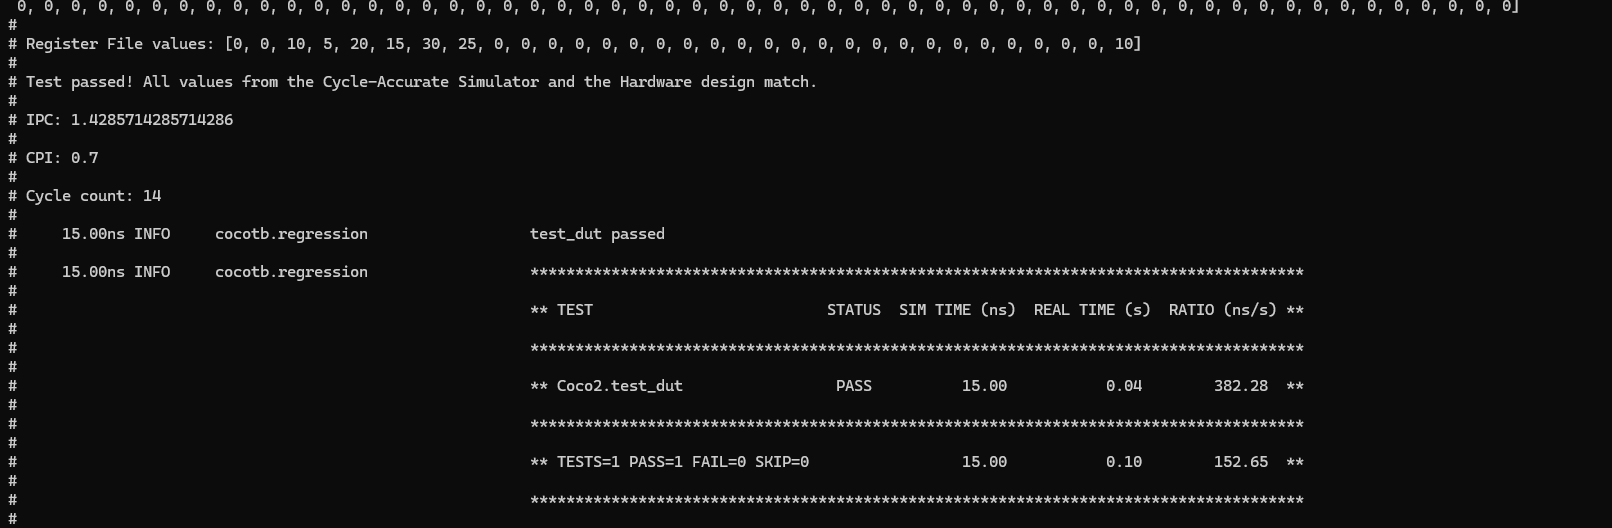 0, 0, 0, 0, 0, 0, 0, 0, 0, 0, 0, 0, 0, 0, 0, 0, 0, 0, 0, 0, 0, 0, 0, 0, 0, 0, 0, 0, 0, 0, 0, 0, 0, 0, 0, 0, 0, 0, 0, 0, 0, 0, 0, 0, 0, 0, 0, 0, 0, 0, 0, 0, 0, 0, 0, 0]
#
# Register File values: [0, 0, 10, 5, 20, 15, 30, 25, 0, 0, 0, 0, 0, 0, 0, 0, 0, 0, 0, 0, 0, 0, 0, 0, 0, 0, 0, 0, 0, 0, 0, 10]
#
# Test passed! All values from the Cycle-Accurate Simulator and the Hardware design match.
#
# IPC: 1.4285714285714286
#
# CPI: 0.7
#
# Cycle count: 14
#
#     15.00ns INFO     cocotb.regression                  test_dut passed
#
#     15.00ns INFO     cocotb.regression                  **************************************************************************************
#
#                                                         ** TEST                          STATUS  SIM TIME (ns)  REAL TIME (s)  RATIO (ns/s) **
#
#                                                         **************************************************************************************
#
#                                                         ** Coco2.test_dut                 PASS          15.00           0.04        382.28  **
#
#                                                         **************************************************************************************
#
#                                                         ** TESTS=1 PASS=1 FAIL=0 SKIP=0                 15.00           0.10        152.65  **
#
#                                                         **************************************************************************************
#